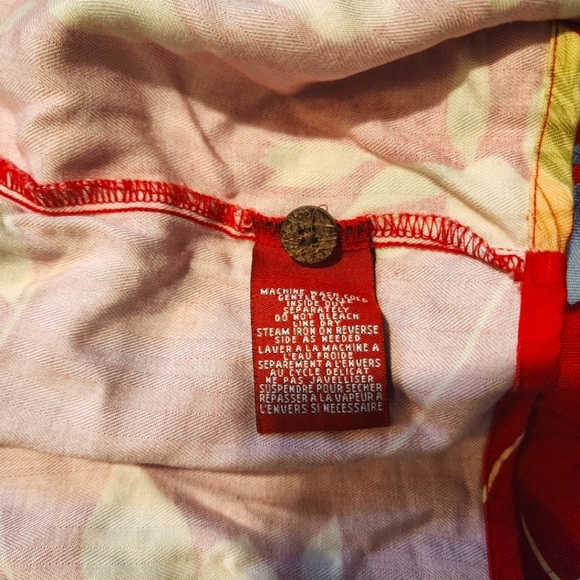 MACHINE WASH
GENTLE CYC COLD
INSIDE OUT
SEPARATELY
DO NOT BLEACH
LINE DRY
STEAM IRON ON REVERSE
SIDE AS NEEDED
LAVER A LA MACHINE A
L'EAU FROIDE
SEPAREMENT A L'ENVERS
AU CYCLE DELICAT
NE PAS JAVELLISER
SUSPENDRE POUR SECHER
REPASSER A LA VAPEUR A
L'ENVERS SI NECESSAIRE